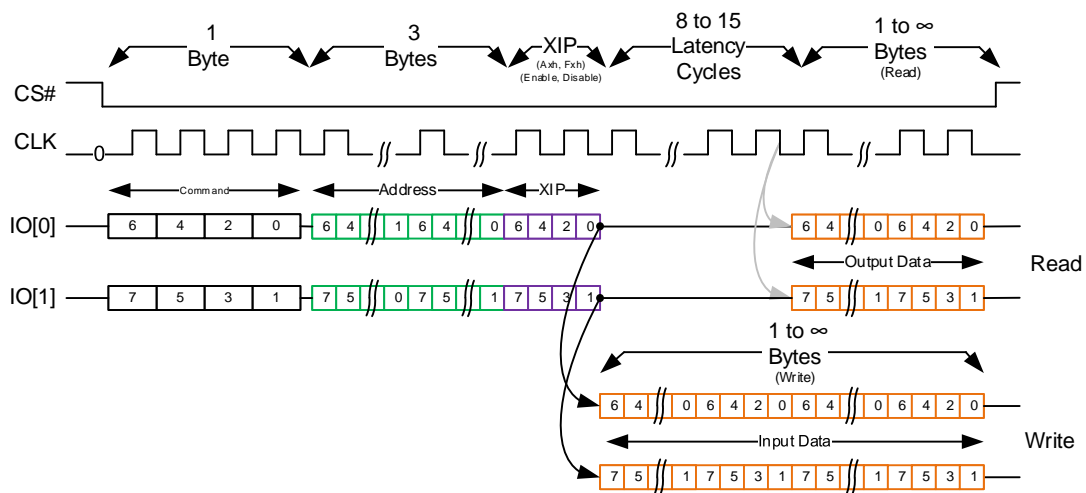 1 Byte
3 Bytes
XIP (Axh, Fxh) (Enable, Disable)
8 to 15 Latency Cycles
1 to ∞ Bytes (Read)
CS#
CLK 0
Command Address XIP
IO[0] 6 4 2 0 6 4 1 6 4 0 6 4 2 0 6 4 0 6 4 2 0
Output Data Read
IO[1] 7 5 3 1 7 5 0 7 5 1 7 5 3 1 7 5 1 7 5 3 1
1 to ∞ Bytes (Write)
6 4 0 6 4 2 0 6 4 0 6 4 2 0
Input Data Write
7 5 1 7 5 3 1 7 5 1 7 5 3 1